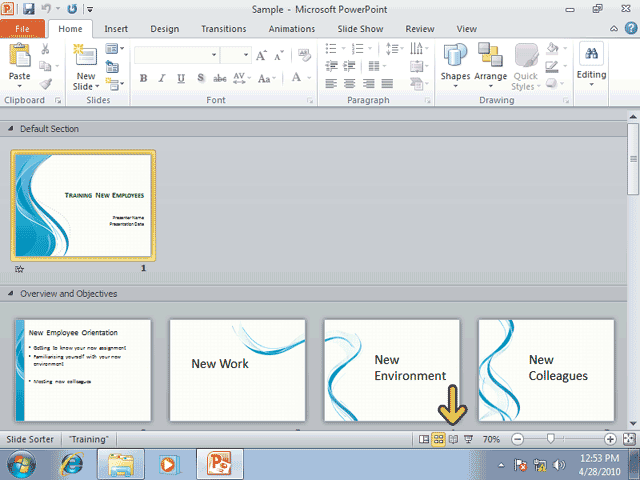 Sample - Microsoft PowerPoint
File Home Insert Design Transitions Animations Slide Show Review View
Paste New Slide Shapes Arrange Quick Styles Editing
B I U S abc AV Aa A
Clipboard Slides Font Paragraph Drawing
Default Section
TRAINING NEW EMPLOYEES
Presenter Name
Presentation Date
1
Overview and Objectives
New Employee Orientation
Getting to know your new assignment
Familiarizing yourself with your new
environment
Meeting new colleagues
New Work
New
Environment
New
Colleagues
Slide Sorter "Training" 70%
12:53 PM
4/28/2010